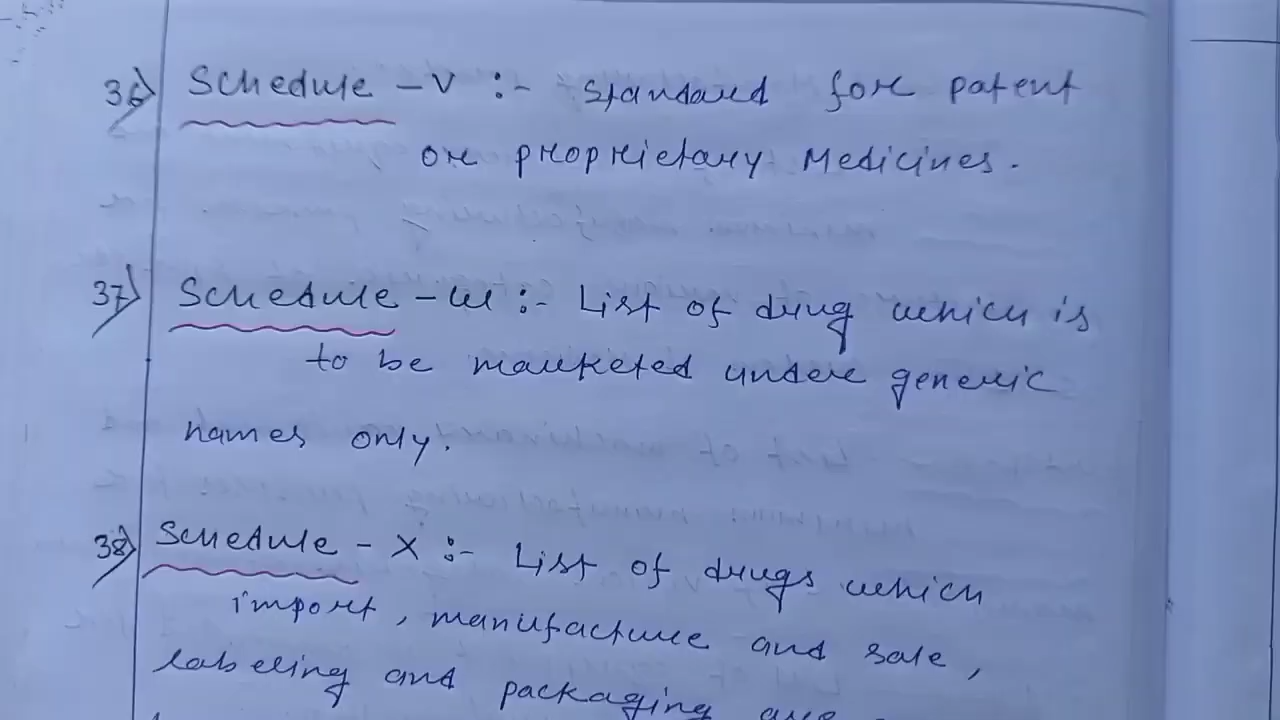 36) Schedule - V :- Standard for patent
or proprietary Medicines.
37) Schedule - W :- List of drug which is
to be marketed under generic
names only.
38) Schedule - X :- List of drugs which
import, manufacture and sale,
labeling and packaging are